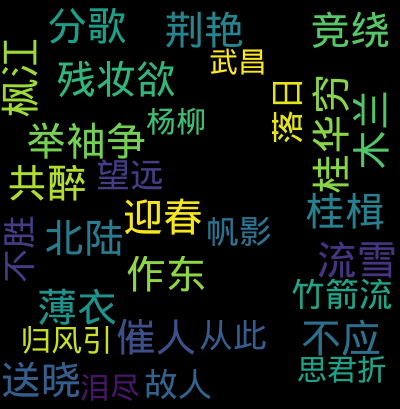 分歌
荆艳
竞绕
武昌
枫江
残妆欲
落日
桂华穷
木兰
杨柳
举袖争
共醉
望远
迎春
桂楫
不胜
北陆
帆影
流雪
作东
竹箭流
薄衣
归风引
催人
从此
不应
思君折
送晓
泪尽
故人